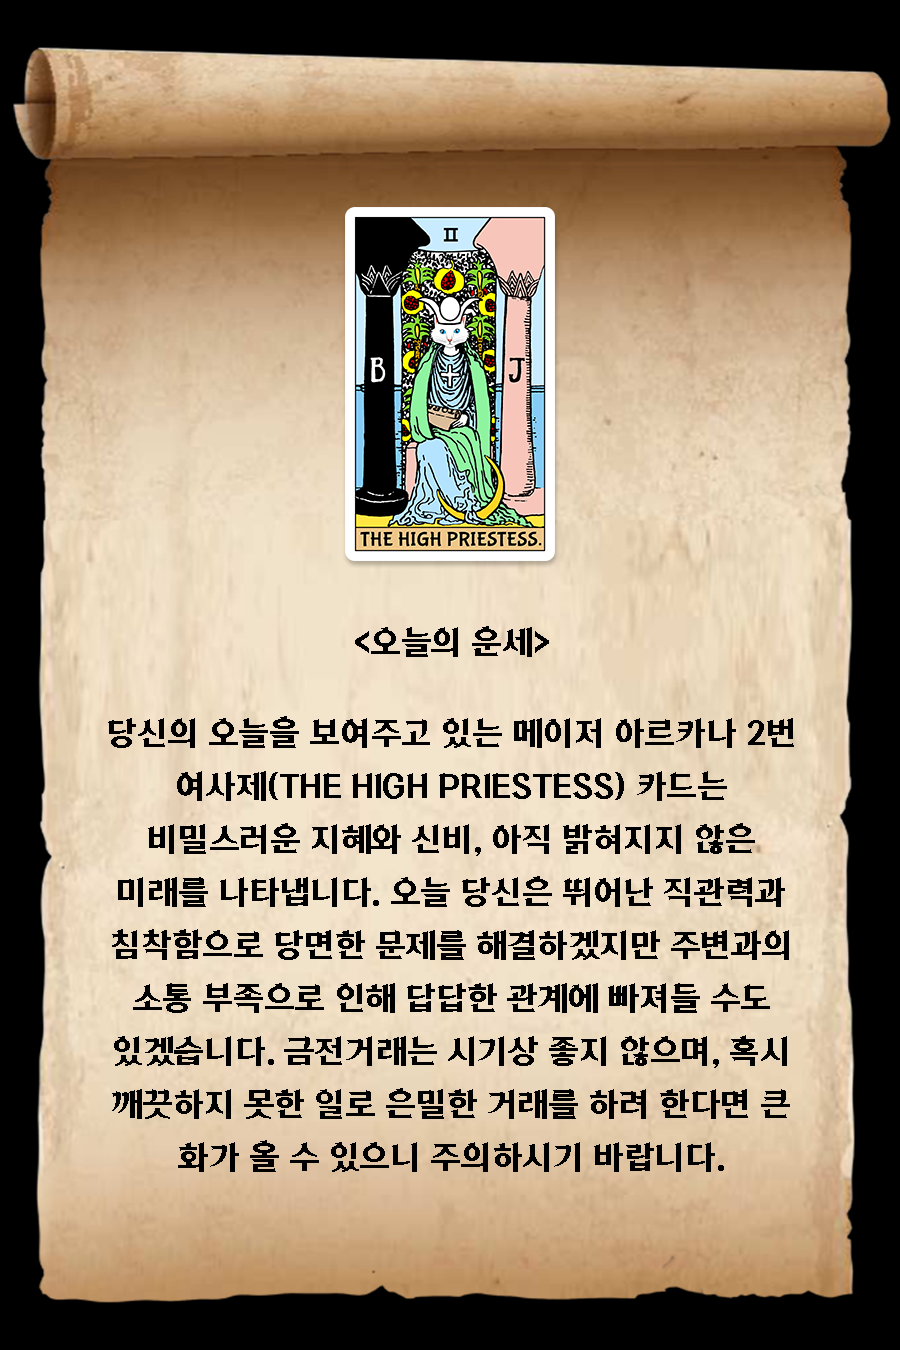 II
B
J
THE HIGH PRIESTESS.
<오늘의 운세>
당신의 오늘을 보여주고 있는 메이저 아르카나 2번
여사제(THE HIGH PRIESTESS) 카드는
비밀스러운 지혜와 신비, 아직 밝혀지지 않은
미래를 나타냅니다. 오늘 당신은 뛰어난 직관력과
침착함으로 당면한 문제를 해결하겠지만 주변과의
소통 부족으로 인해 답답한 관계에 빠져들 수도
있겠습니다. 금전거래는 시기상 좋지 않으며, 혹시
깨끗하지 못한 일로 은밀한 거래를 하려 한다면 큰
화가 올 수 있으니 주의하시기 바랍니다.